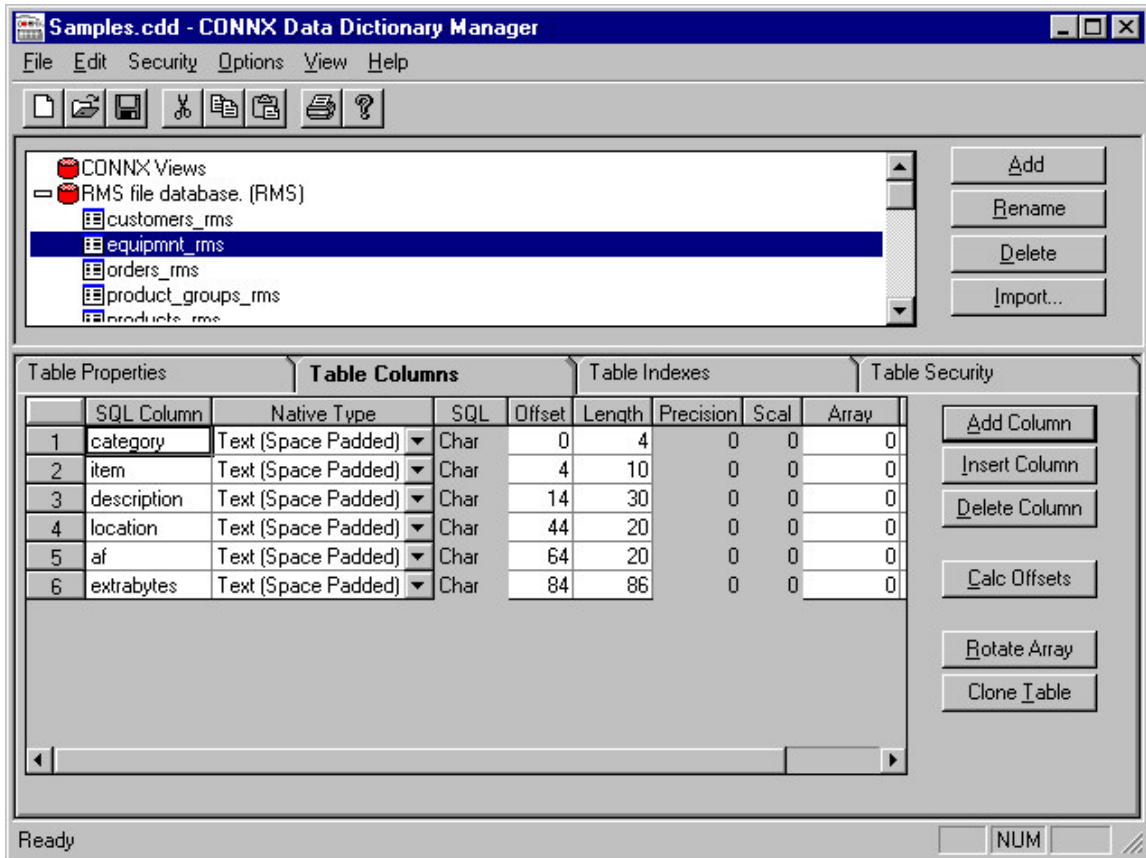 Samples.cdd - CONNX Data Dictionary Manager
File Edit Security Options View Help
CONNX Views
RMS file database. (RMS)
customers_rms
equipmnt_rms
orders_rms
product_groups_rms
products_rms
Add
Rename
Delete
Import...
Table Properties Table Columns Table Indexes Table Security
SQL Column Native Type SQL Offset Length Precision Scal Array
1 category Text (Space Padded) Char 0 4 0 0 0
2 item Text (Space Padded) Char 4 10 0 0 0
3 description Text (Space Padded) Char 14 30 0 0 0
4 location Text (Space Padded) Char 44 20 0 0 0
5 af Text (Space Padded) Char 64 20 0 0 0
6 extrabytes Text (Space Padded) Char 84 86 0 0 0
Add Column
Insert Column
Delete Column
Calc Offsets
Rotate Array
Clone Table
Ready NUM